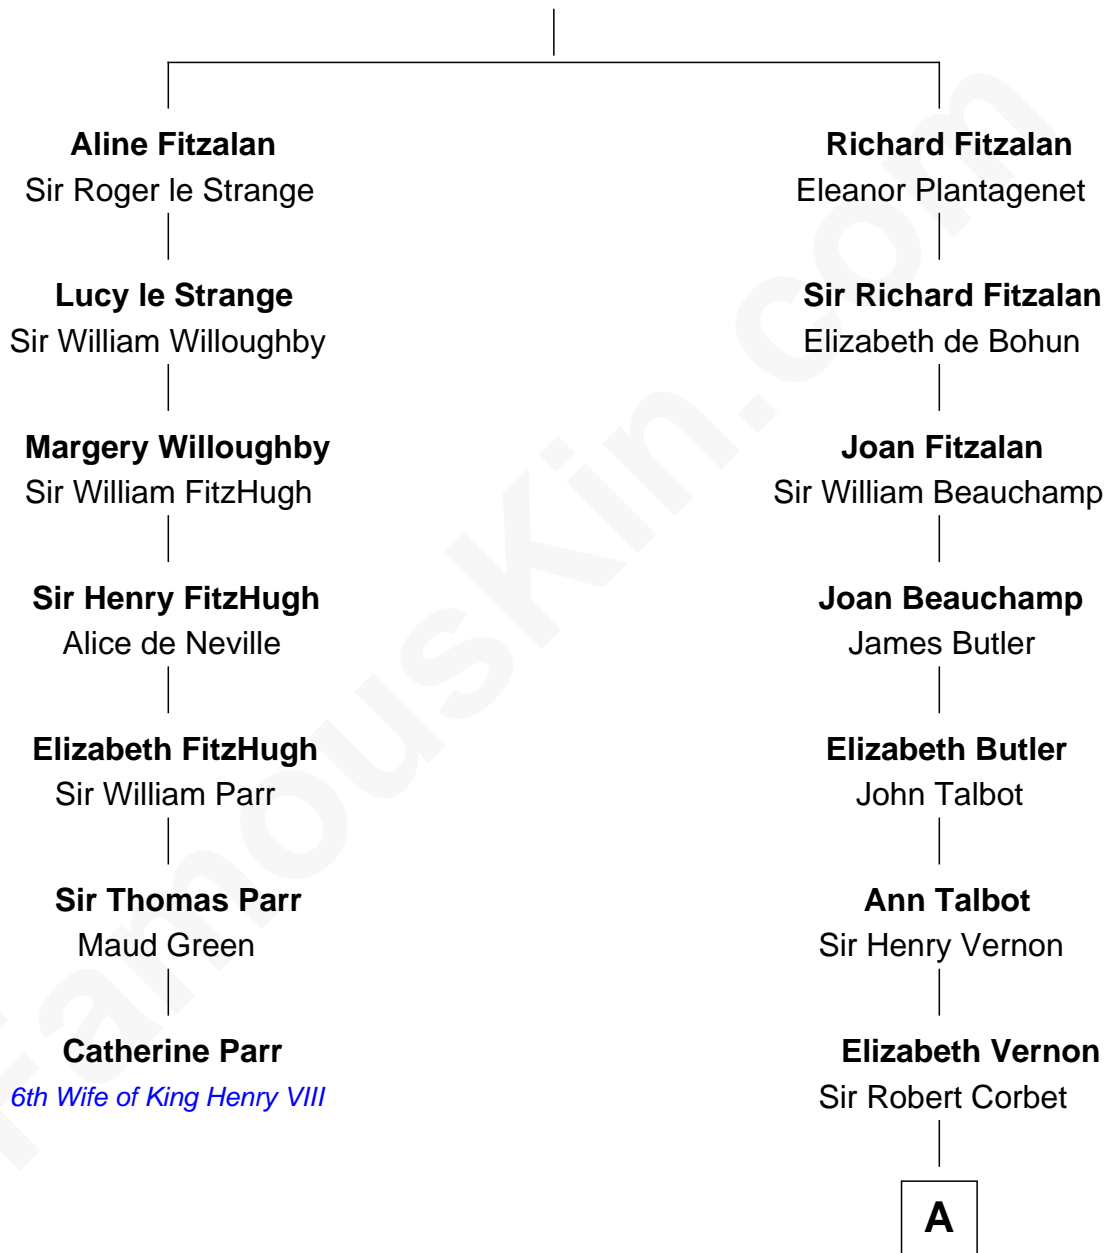 Aline Fitzalan
Sir Roger le Strange
Lucy le Strange
Sir William Willoughby
Margery Willoughby
Sir William FitzHugh
Sir Henry FitzHugh
Alice de Neville
Elizabeth FitzHugh
Sir William Parr
Sir Thomas Parr
Maud Green
Catherine Parr
6th Wife of King Henry VIII
Richard Fitzalan
Eleanor Plantagenet
Sir Richard Fitzalan
Elizabeth de Bohun
Joan Fitzalan
Sir William Beauchamp
Joan Beauchamp
James Butler
Elizabeth Butler
John Talbot
Ann Talbot
Sir Henry Vernon
Elizabeth Vernon
Sir Robert Corbet
A
FamousKin.com